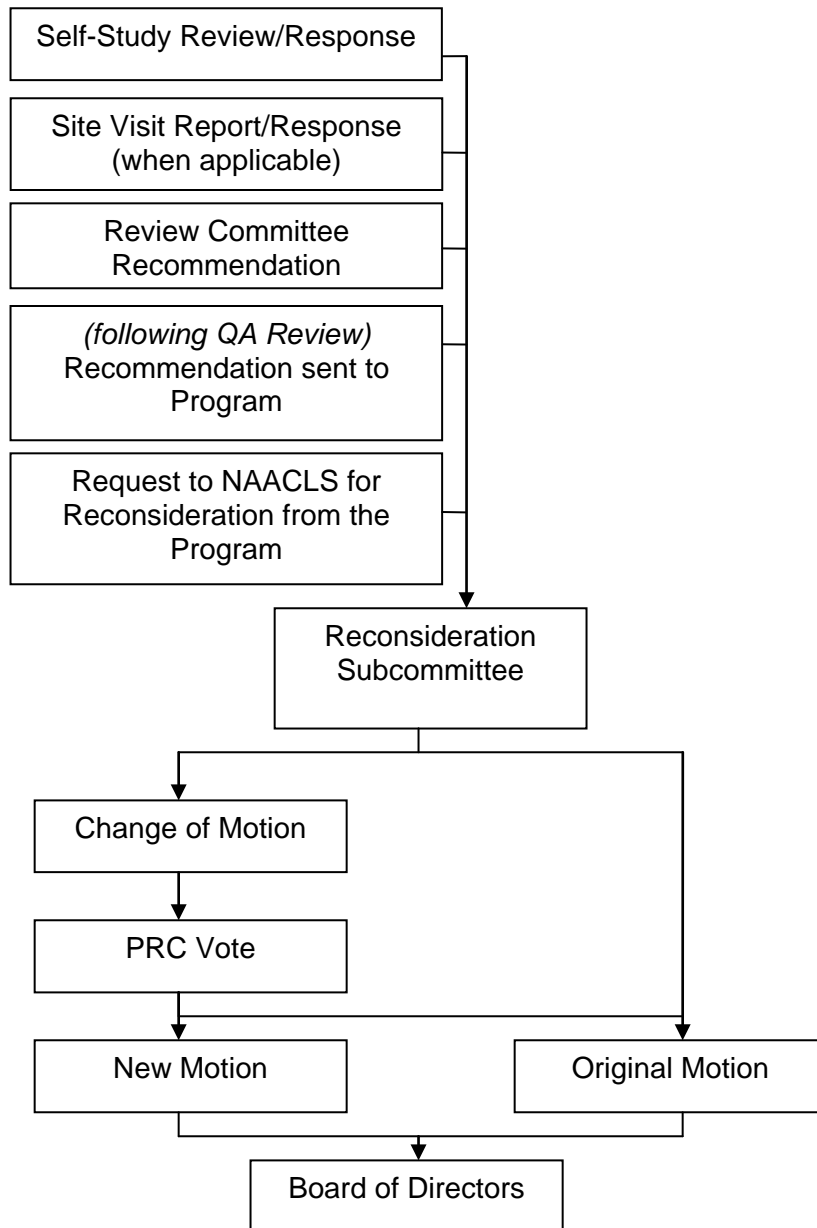 Self-Study Review/Response
Site Visit Report/Response
(when applicable)
Review Committee
Recommendation
(following QA Review)
Recommendation sent to
Program
Request to NAACLS for
Reconsideration from the
Program
Reconsideration
Subcommittee
Change of Motion
PRC Vote
New Motion
Original Motion
Board of Directors